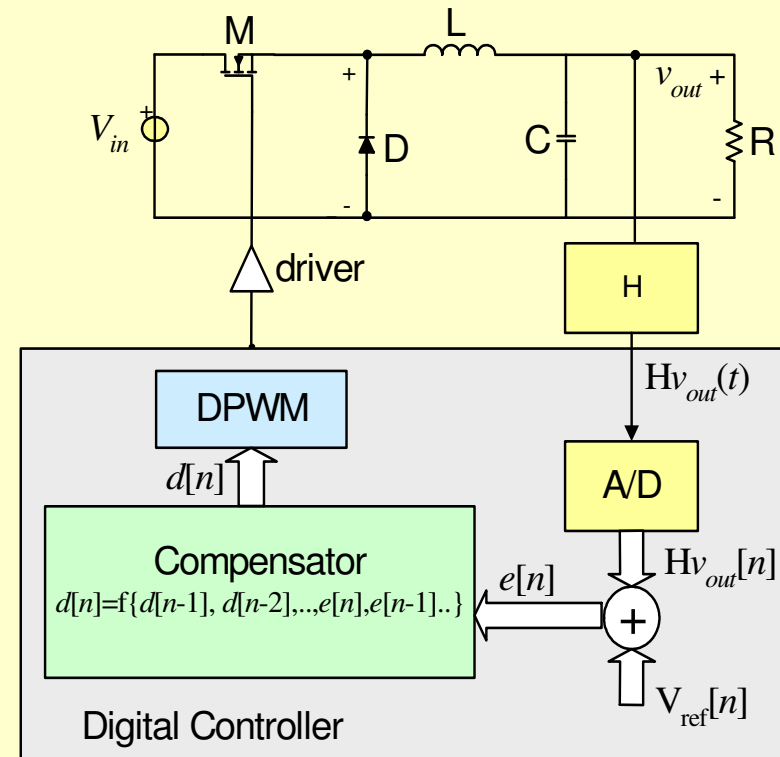 M
L
+
v_out +
V_in
+
D
C
R
-
-
driver
H
Hv_out(t)
DPWM
d[n]
A/D
Compensator
d[n]=f{d[n-1], d[n-2],..,e[n],e[n-1]..}
e[n]
Hv_out[n]
+
V_ref[n]
Digital Controller